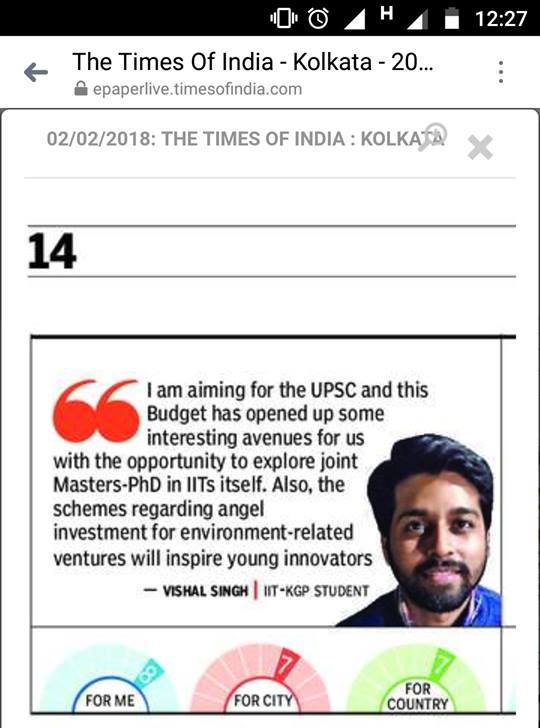 H 12:27
The Times Of India - Kolkata - 20...
epaperlive.timesofindia.com
02/02/2018: THE TIMES OF INDIA : KOLKATA
14
I am aiming for the UPSC and this
Budget has opened up some
interesting avenues for us
with the opportunity to explore joint
Masters-PhD in IITs itself. Also, the
schemes regarding angel
investment for environment-related
ventures will inspire young innovators
— VISHAL SINGH | IIT-KGP STUDENT
8 7 7
FOR ME FOR CITY FOR
COUNTRY